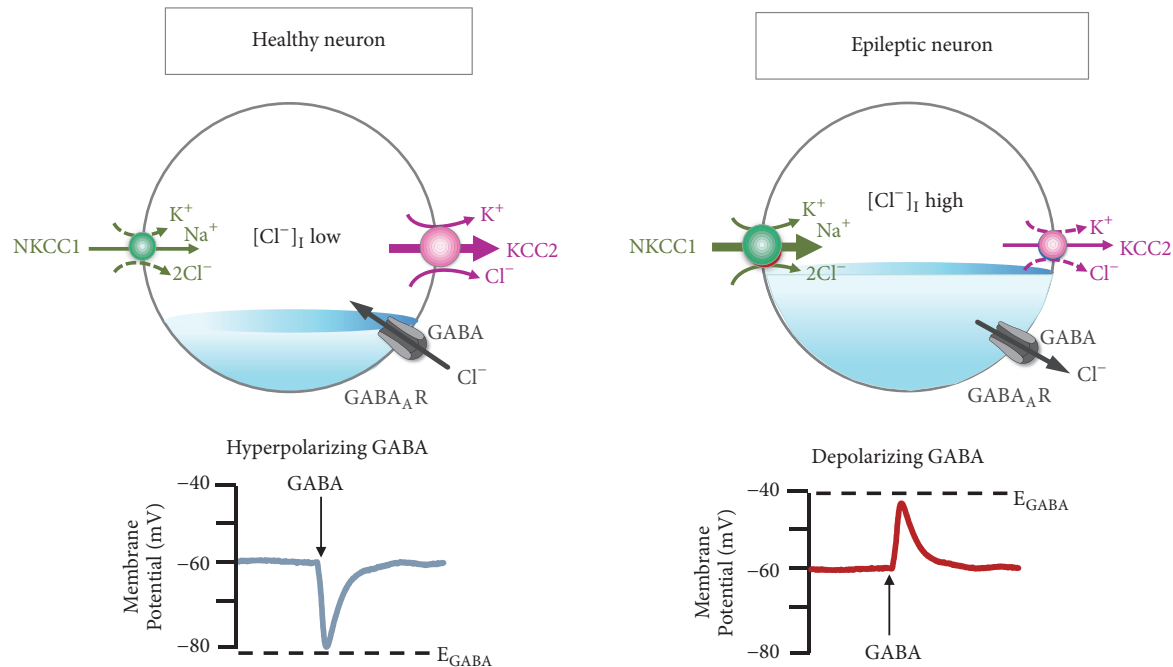 Healthy neuron
Epileptic neuron
NKCC1
K⁺
Na⁺
2Cl⁻
[Cl⁻]I low
K⁺
KCC2
Cl⁻
GABA
Cl⁻
GABAAR
NKCC1
K⁺
Na⁺
2Cl⁻
[Cl⁻]I high
K⁺
KCC2
Cl⁻
GABA
Cl⁻
GABAAR
Hyperpolarizing GABA
GABA
Membrane
Potential (mV)
−40
−60
−80
EGABA
Depolarizing GABA
Membrane
Potential (mV)
−40
−60
−80
EGABA
GABA